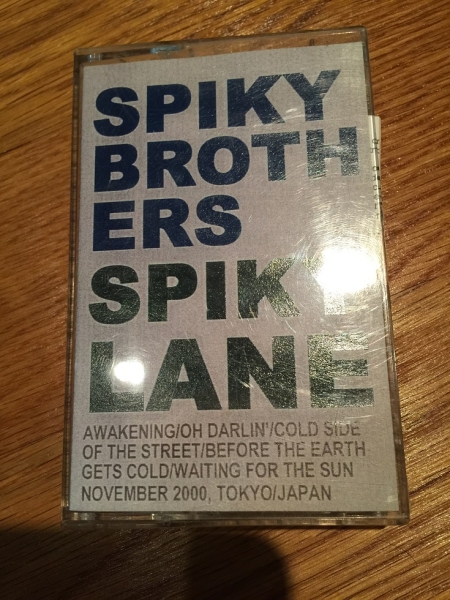 SPIKY
BROTH
ERS
SPIKY
LANE
AWAKENING/OH DARLIN'/COLD SIDE
OF THE STREET/BEFORE THE EARTH
GETS COLD/WAITING FOR THE SUN
NOVEMBER 2000, TOKYO/JAPAN